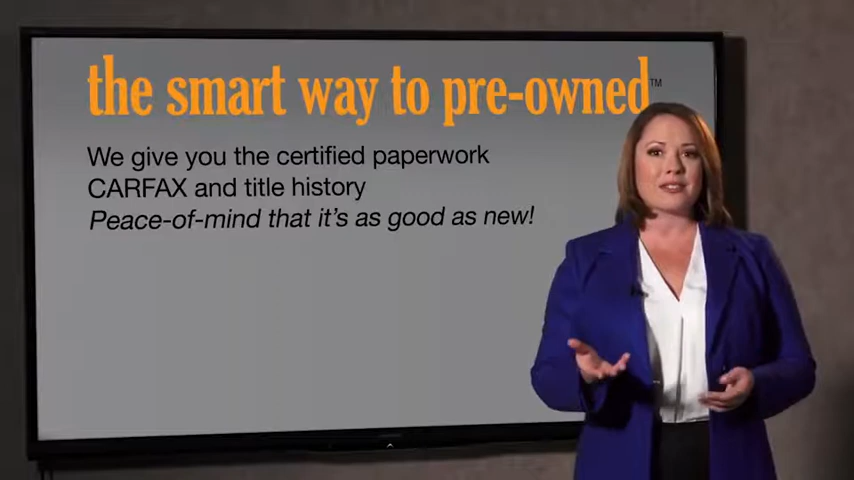 the smart way to pre-owned™
We give you the certified paperwork
CARFAX and title history
Peace-of-mind that it's as good as new!